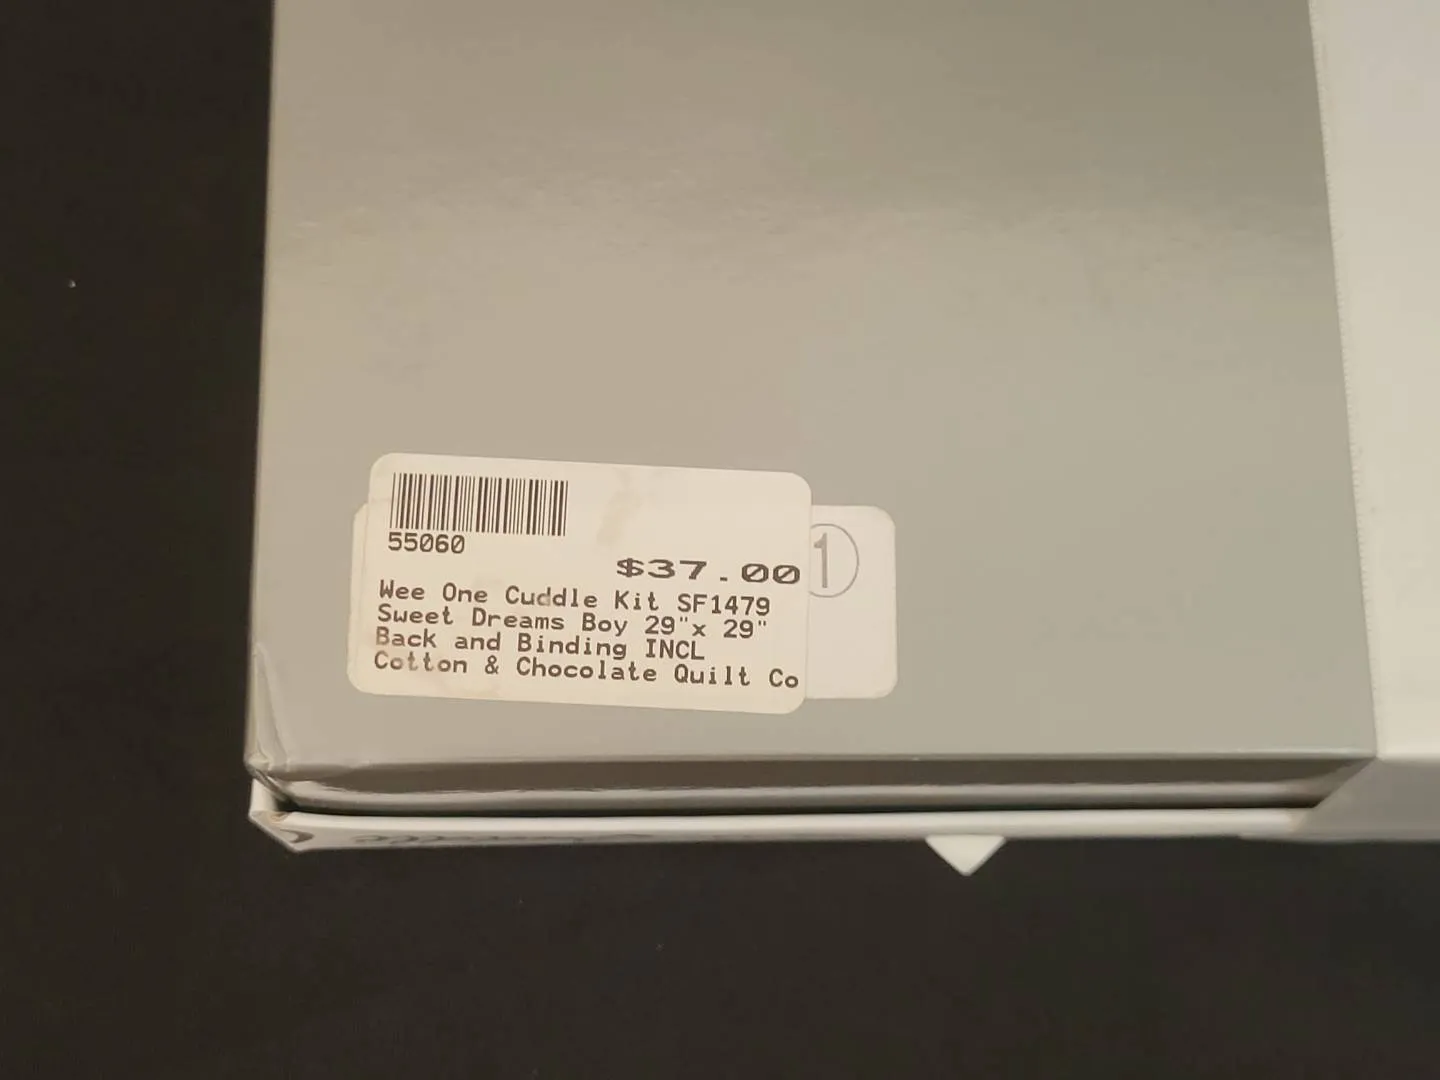 55060
$37.00
1
Wee One Cuddle Kit SF1479
Sweet Dreams Boy 29"x 29"
Back and Binding INCL
Cotton & Chocolate Quilt Co